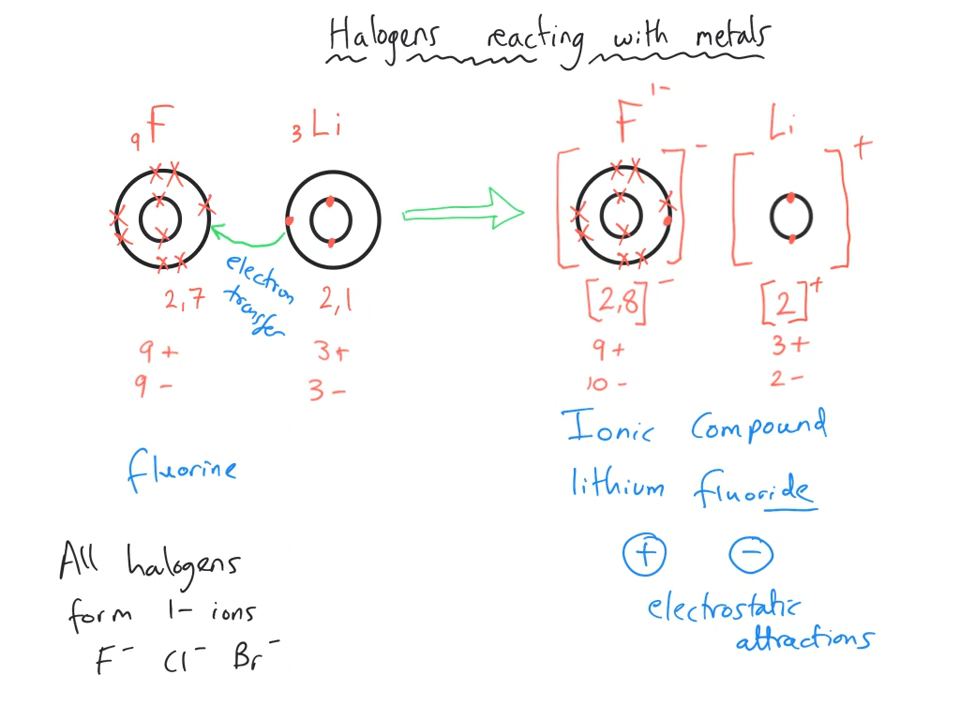 Halogens reacting with metals
9F 3Li F 1- Li
- +
electron
transfer
2,7 2,1 [2,8]- [2]+
9+ 3+ 9+ 3+
9- 3- 10- 2-
Ionic Compound
fluorine
lithium fluoride
+ -
All halogens
form 1- ions
F- Cl- Br-
electrostatic
attractions